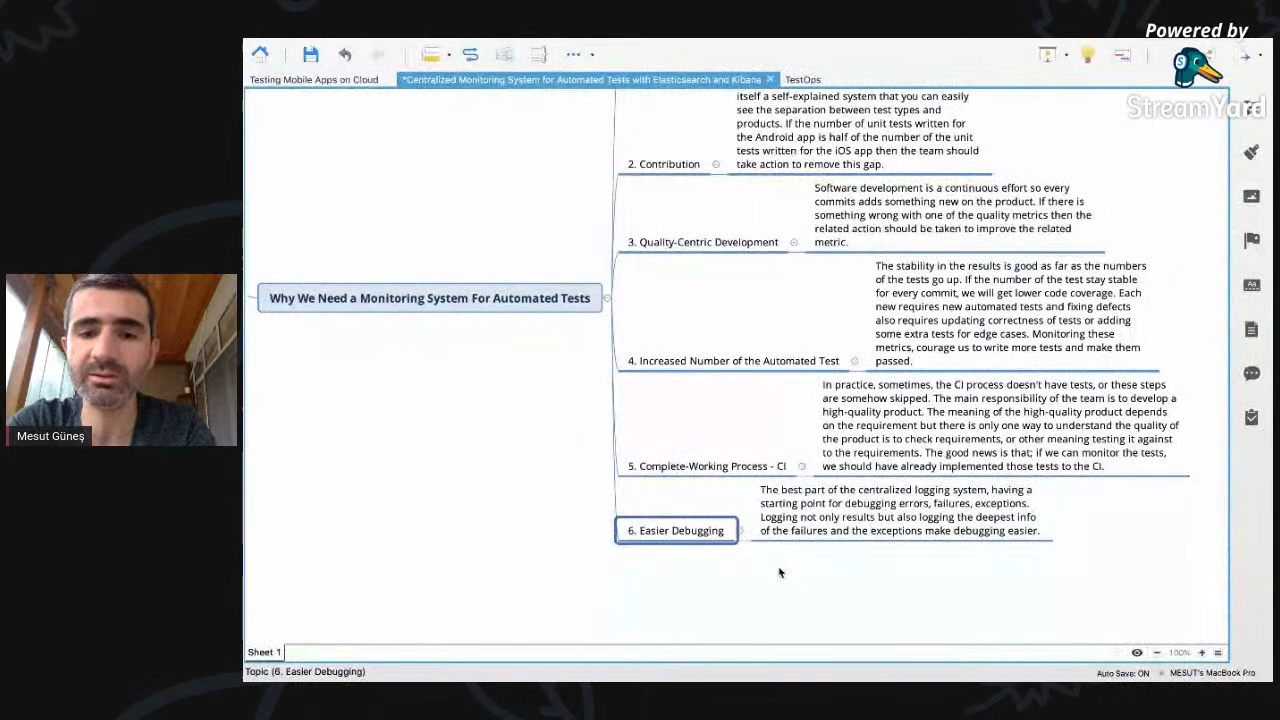 Powered by
StreamYard
Testing Mobile Apps on Cloud
*Centralized Monitoring System for Automated Tests with Elasticsearch and Kibana
TestOps
itself a self-explained system that you can easily
see the separation between test types and
products. If the number of unit tests written for
the Android app is half of the number of the unit
tests written for the iOS app then the team should
take action to remove this gap.
2. Contribution
Software development is a continuous effort so every
commits adds something new on the product. If there is
something wrong with one of the quality metrics then the
related action should be taken to improve the related
metric.
3. Quality-Centric Development
Why We Need a Monitoring System For Automated Tests
The stability in the results is good as far as the numbers
of the tests go up. If the number of the test stay stable
for every commit, we will get lower code coverage. Each
new requires new automated tests and fixing defects
also requires updating correctness of tests or adding
some extra tests for edge cases. Monitoring these
metrics, courage us to write more tests and make them
passed.
4. Increased Number of the Automated Test
In practice, sometimes, the CI process doesn't have tests, or these steps
are somehow skipped. The main responsibility of the team is to develop a
high-quality product. The meaning of the high-quality product depends
on the requirement but there is only one way to understand the quality of
the product is to check requirements, or other meaning testing it against
to the requirements. The good news is that; if we can monitor the tests,
we should have already implemented those tests to the CI.
5. Complete-Working Process - CI
The best part of the centralized logging system, having a
starting point for debugging errors, failures, exceptions.
Logging not only results but also logging the deepest info
of the failures and the exceptions make debugging easier.
6. Easier Debugging
Mesut Güneş
Sheet 1
100%
Topic (6. Easier Debugging)
Auto Save: ON
MESUT's MacBook Pro